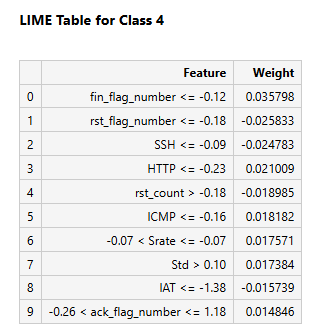 LIME Table for Class 4
Feature Weight
0 fin_flag_number <= -0.12 0.035798
1 rst_flag_number <= -0.18 -0.025833
2 SSH <= -0.09 -0.024783
3 HTTP <= -0.23 0.021009
4 rst_count > -0.18 -0.018985
5 ICMP <= -0.16 0.018182
6 -0.07 < Srate <= -0.07 0.017571
7 Std > 0.10 0.017384
8 IAT <= -1.38 -0.015739
9 -0.26 < ack_flag_number <= 1.18 0.014846